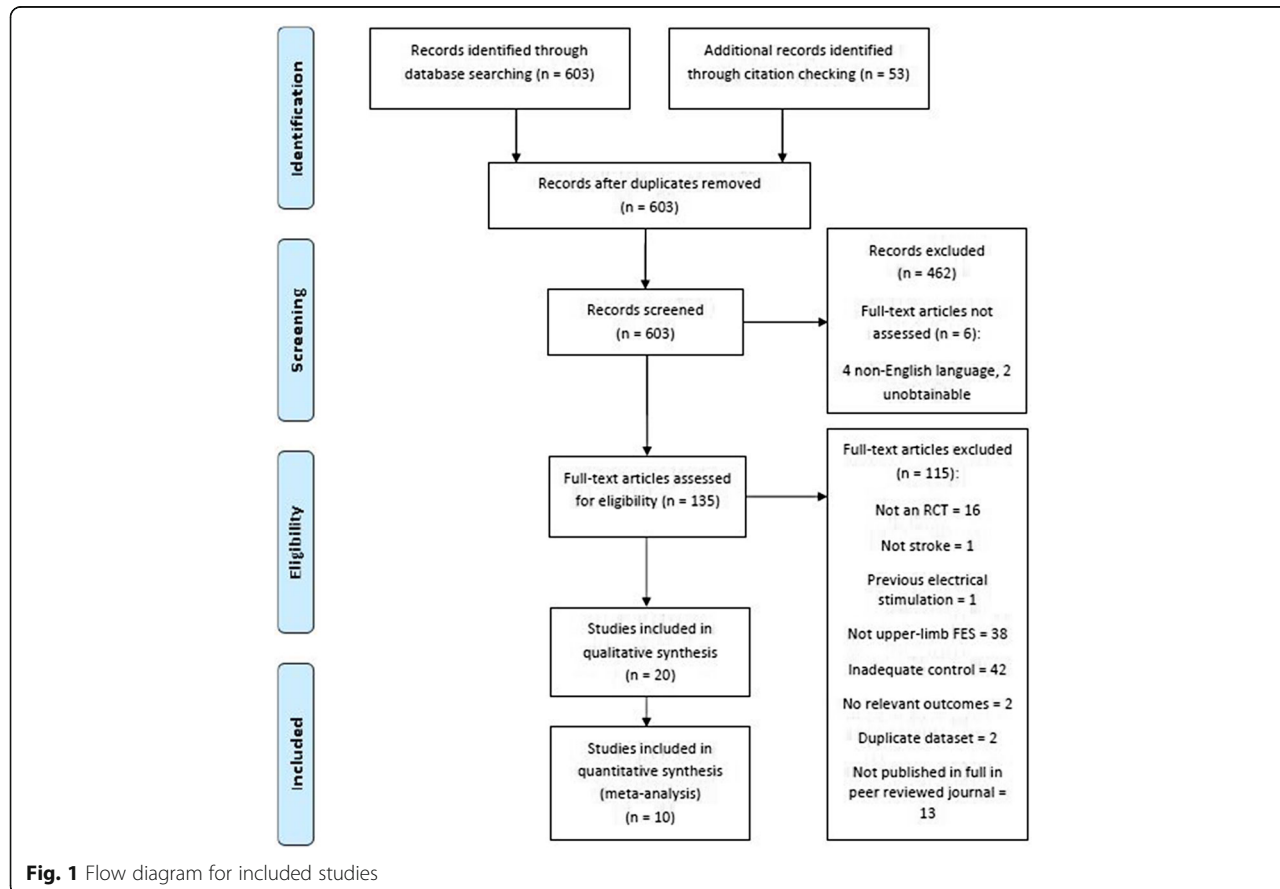 Identification
Records identified through
database searching (n = 603)
Additional records identified
through citation checking (n = 53)
Records after duplicates removed
(n = 603)
Screening
Records screened
(n = 603)
Records excluded
(n = 462)
Full-text articles not
assessed (n = 6):
4 non-English language, 2
unobtainable
Eligibility
Full-text articles assessed
for eligibility (n = 135)
Full-text articles excluded
(n = 115):
Not an RCT = 16
Not stroke = 1
Previous electrical
stimulation = 1
Not upper-limb FES = 38
Inadequate control = 42
No relevant outcomes = 2
Duplicate dataset = 2
Not published in full in
peer reviewed journal =
13
Studies included in
qualitative synthesis
(n = 20)
Included
Studies included in
quantitative synthesis
(meta-analysis)
(n = 10)
Fig. 1 Flow diagram for included studies